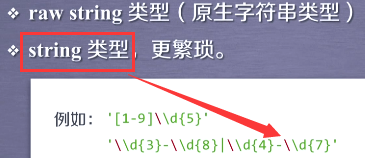 ❖ raw string 类型（原生字符串类型）
❖ string 类型，更繁琐。
例如： '[1-9]\\d{5}'
'\\d{3}-\\d{8}|\\d{4}-\\d{7}'